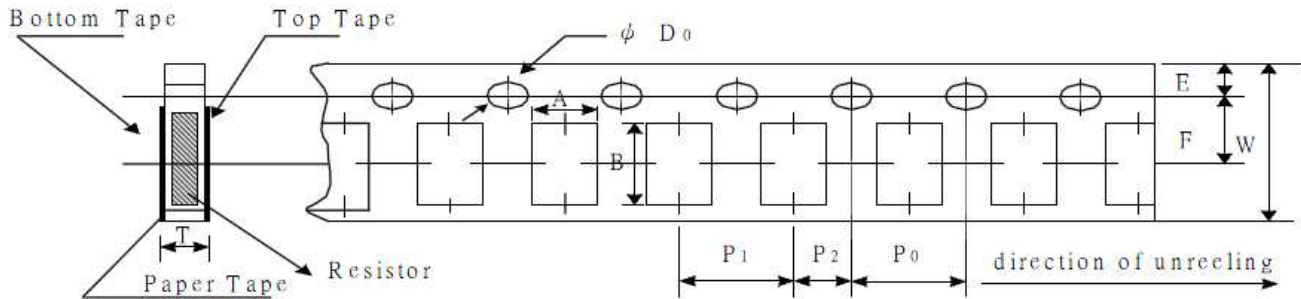 Bottom Tape
Top Tape
ϕ D0
A
E
B
F
W
T
P1
P2
P0
direction of unreeling
Resistor
Paper Tape